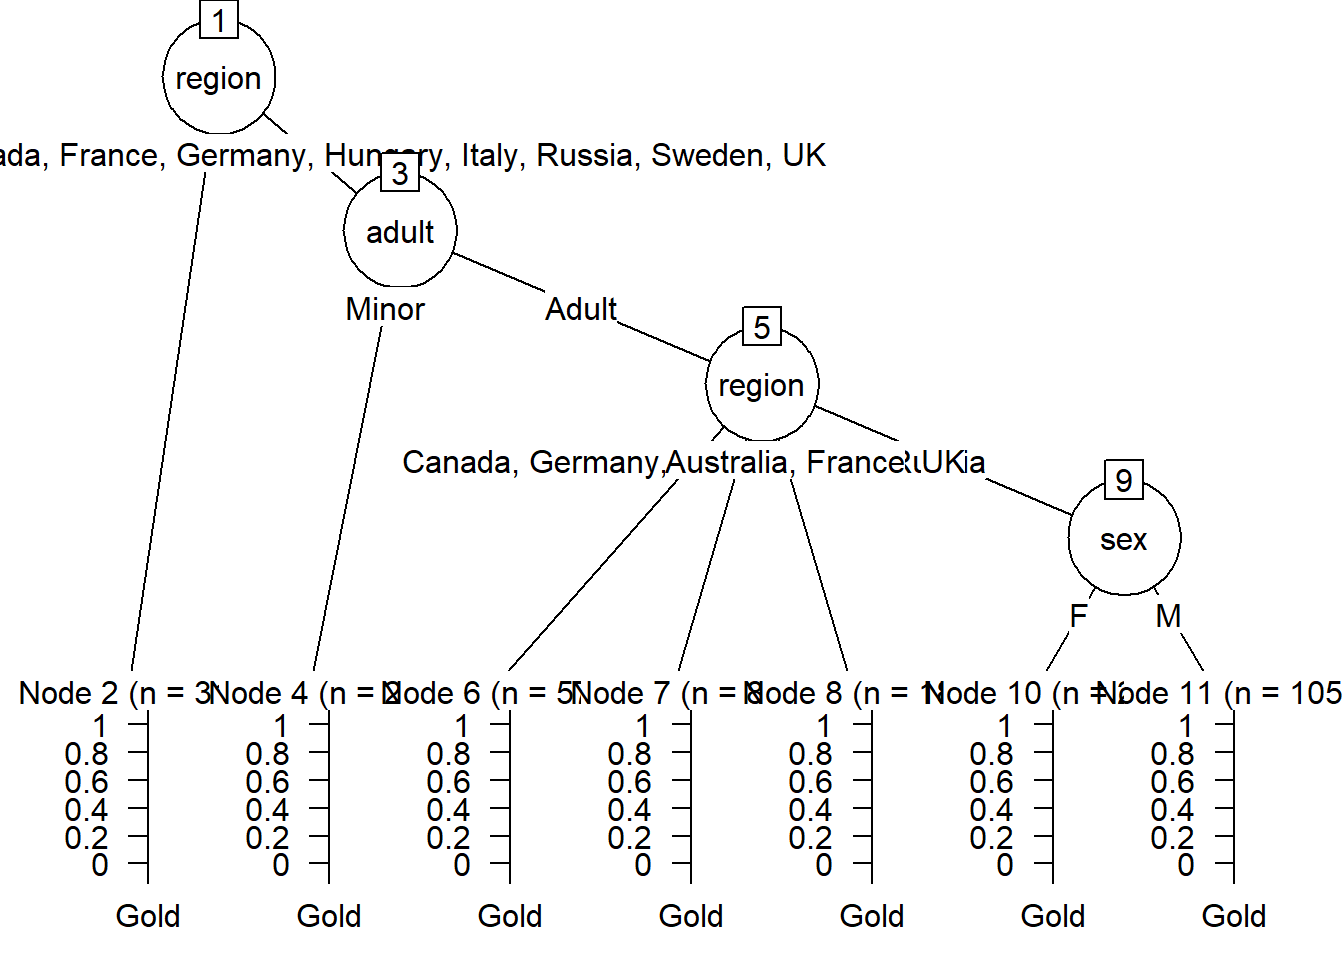 1
region
France, Germany, Hungary, Italy, Russia, Sweden, UK
3
adult
Minor Adult
5
region
Canada, Germany, Australia, France UK
9
sex
F M
Node 2 (n = Node 4 (n = Node 6 (n = Node 7 (n = Node 8 (n = Node 10 (n = Node 11 (n = 105
1 1 1 1 1 1 1
0.8 0.8 0.8 0.8 0.8 0.8 0.8
0.6 0.6 0.6 0.6 0.6 0.6 0.6
0.4 0.4 0.4 0.4 0.4 0.4 0.4
0.2 0.2 0.2 0.2 0.2 0.2 0.2
0 0 0 0 0 0 0
Gold Gold Gold Gold Gold Gold Gold